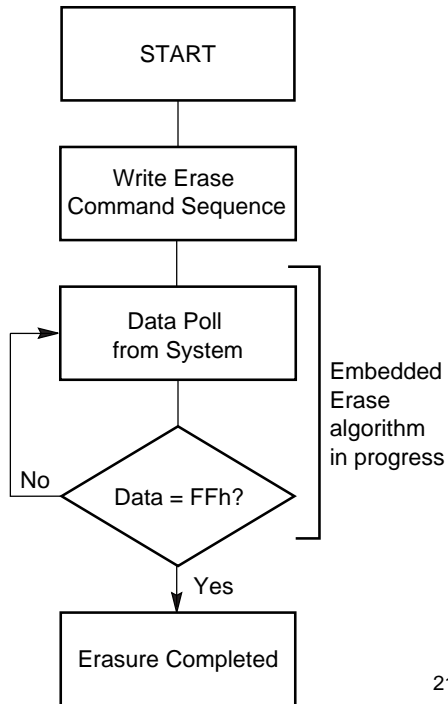 START
Write Erase
Command Sequence
Data Poll
from System
Embedded
Erase
algorithm
in progress
No
Data = FFh?
Yes
Erasure Completed
21